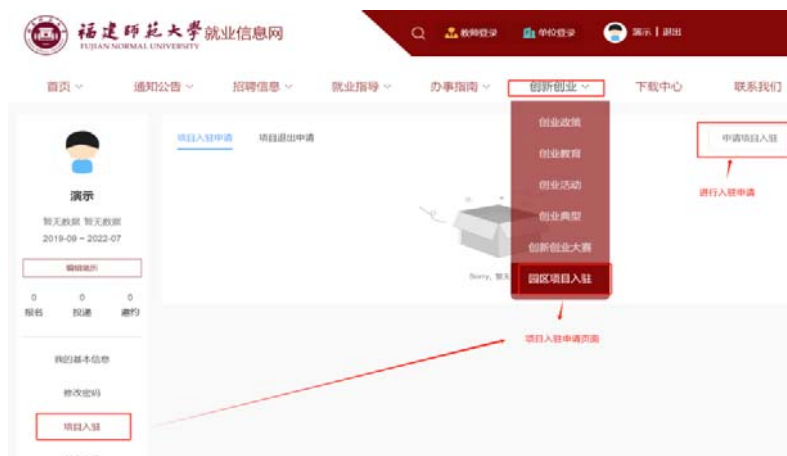 福建师范大学就业信息网
FUJIAN NORMAL UNIVERSITY
教师登录 单位登录 演示 | 退出
首页 通知公告 招聘信息 就业指导 办事指南 创新创业 下载中心 联系我们
创业政策
项目入驻申请 项目退出申请 申请项目入驻
创业教育
创业活动
进行入驻申请
演示
创业典型
暂无数据 暂无数据
2019-09 ~ 2022-07
创新创业大赛
编辑简历
Sorry, 暂无
园区项目入驻
0 0 0
报名 投递 邀约
项目入驻申请页面
我的基本信息
修改密码
项目入驻